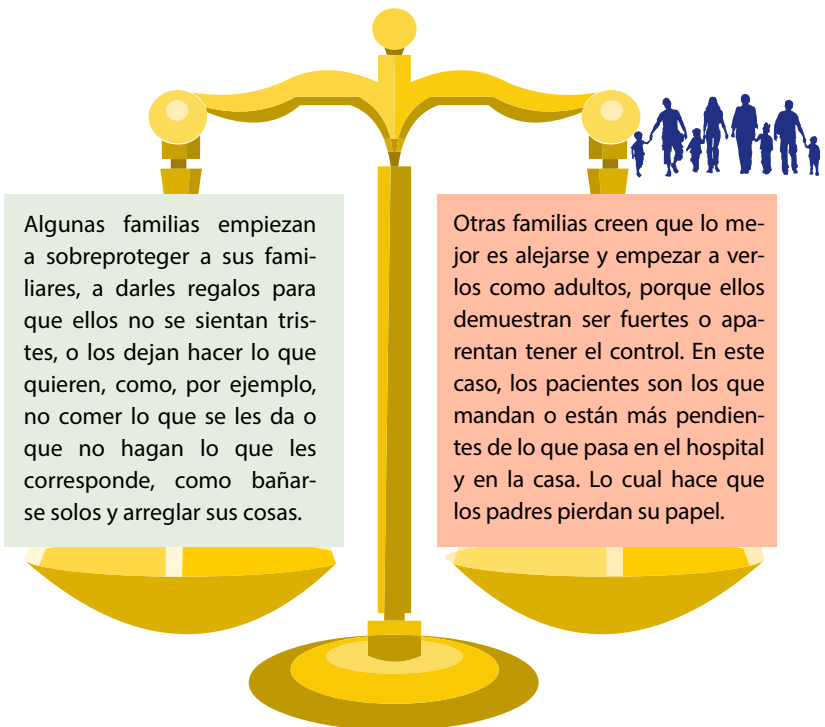 Algunas familias empiezan
a sobreproteger a sus fami-
liares, a darles regalos para
que ellos no se sientan tris-
tes, o los dejan hacer lo que
quieren, como, por ejemplo,
no comer lo que se les da o
que no hagan lo que les
corresponde, como bañar-
se solos y arreglar sus cosas.
Otras familias creen que lo me-
jor es alejarse y empezar a ver-
los como adultos, porque ellos
demuestran ser fuertes o apa-
rentan tener el control. En este
caso, los pacientes son los que
mandan o están más pendien-
tes de lo que pasa en el hospital
y en la casa. Lo cual hace que
los padres pierdan su papel.